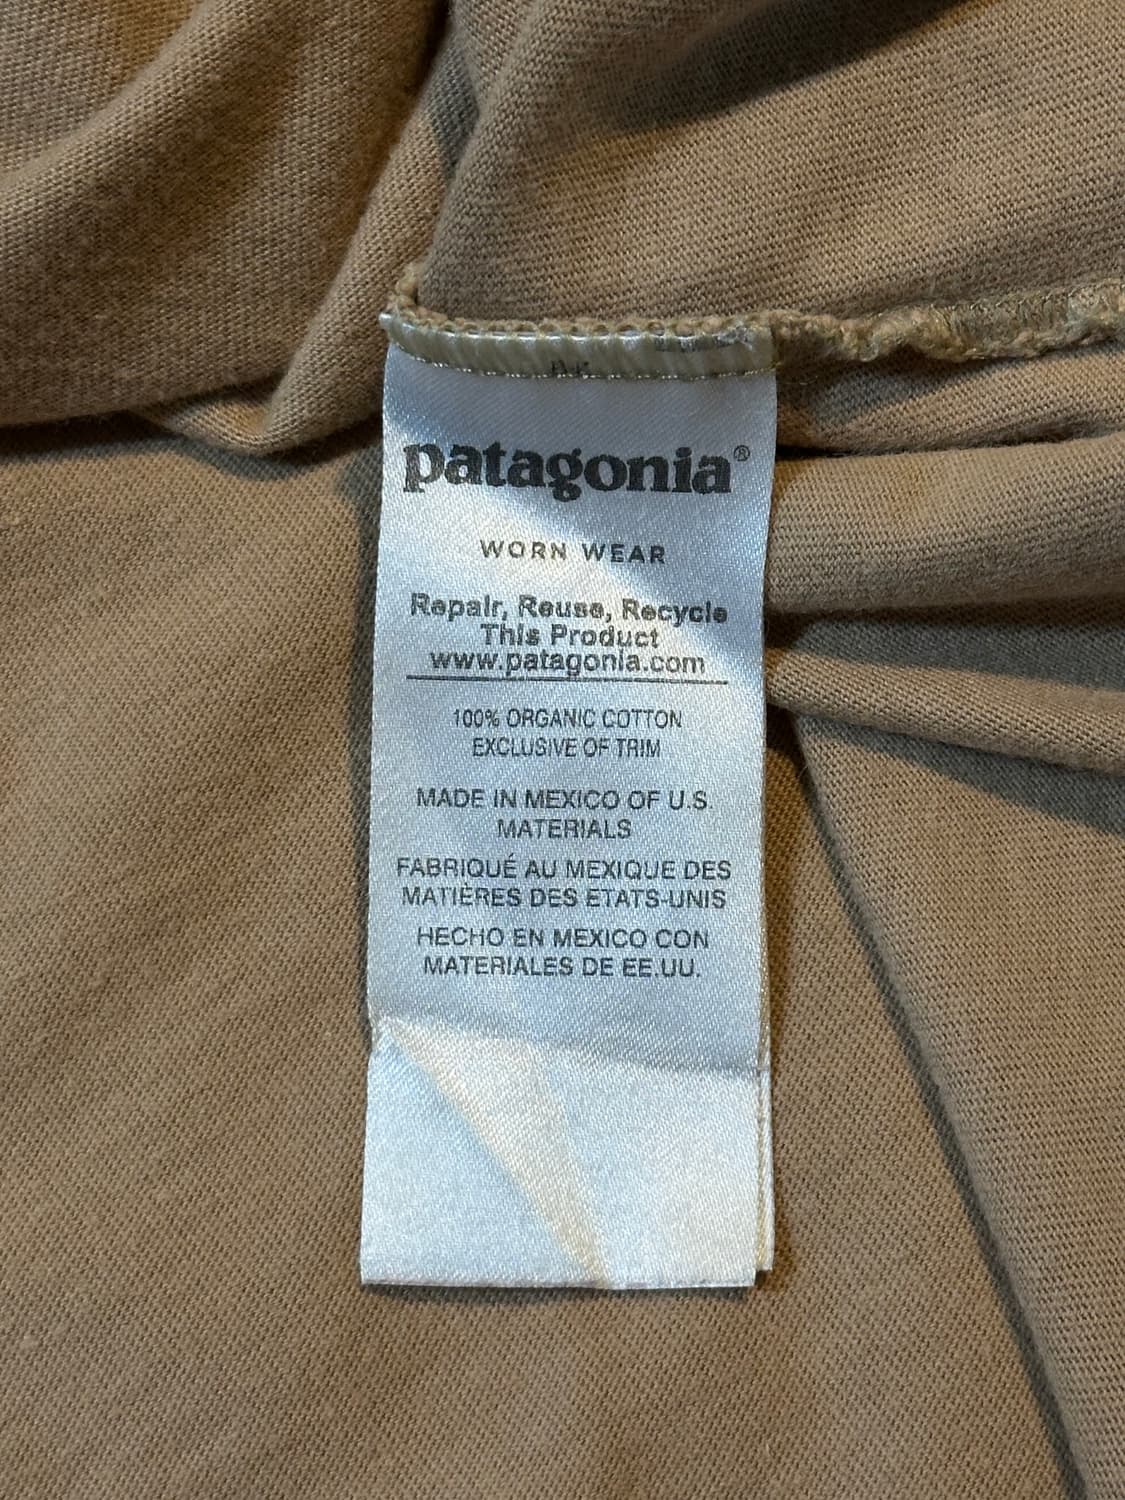 patagonia®
WORN WEAR
Repair, Reuse, Recycle
This Product
www.patagonia.com
100% ORGANIC COTTON
EXCLUSIVE OF TRIM
MADE IN MEXICO OF U.S.
MATERIALS
FABRIQUÉ AU MEXIQUE DES
MATIÈRES DES ETATS-UNIS
HECHO EN MEXICO CON
MATERIALES DE EE.UU.